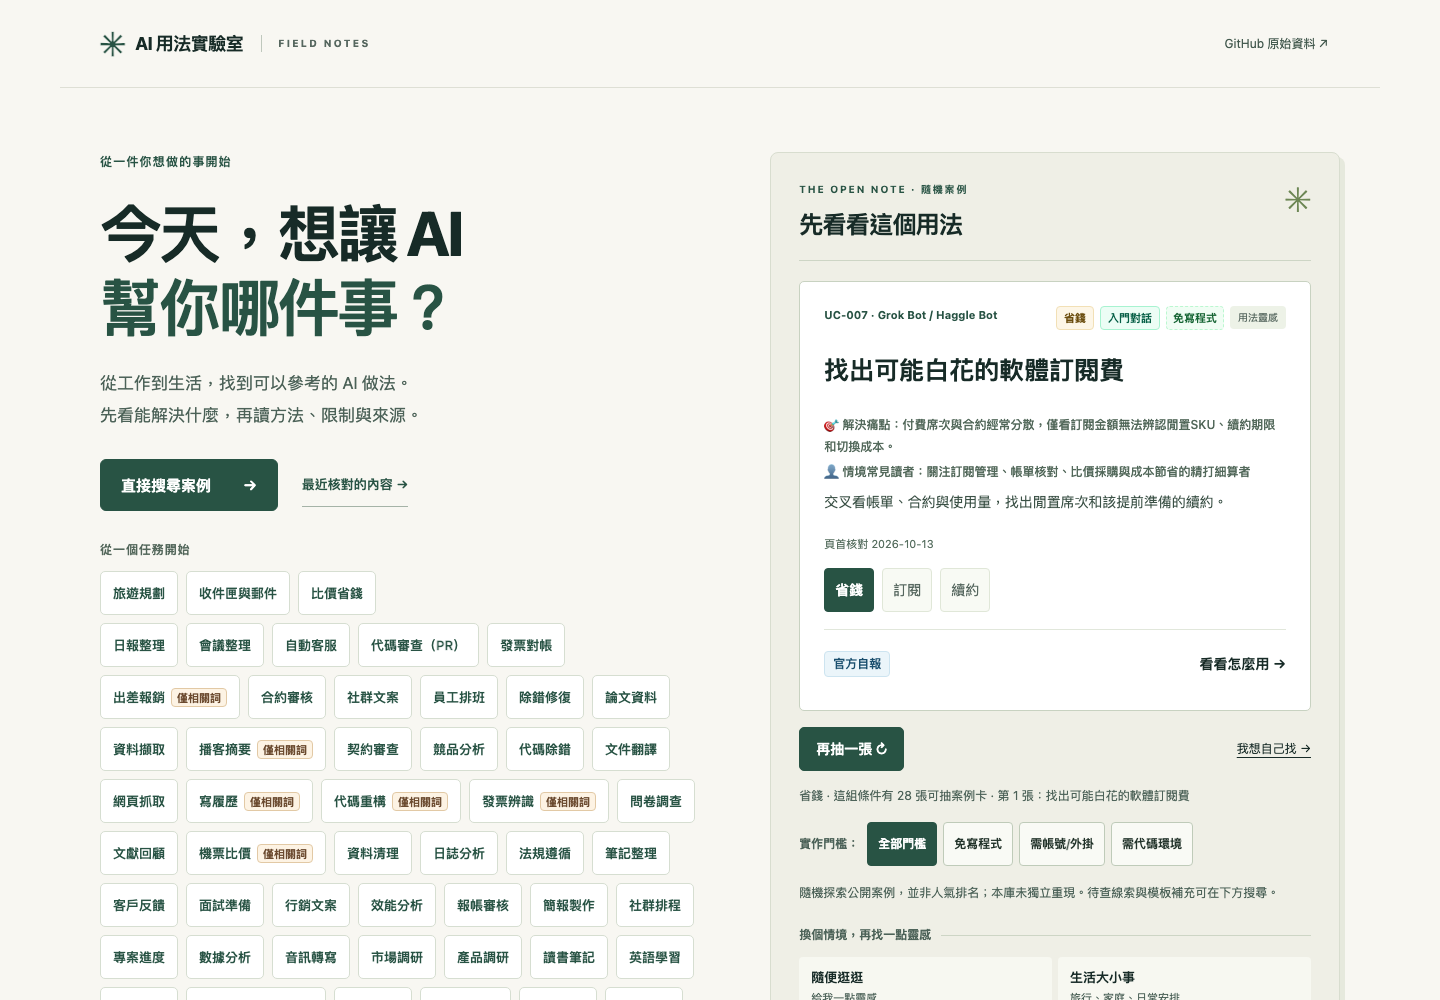 AI 用法實驗室
FIELD NOTES
GitHub 原始資料 ↗
從一件你想做的事開始
今天，想讓 AI
幫你哪件事？
從工作到生活，找到可以參考的 AI 做法。
先看能解決什麼，再讀方法、限制與來源。
直接搜尋案例 →
最近核對的內容 →
從一個任務開始
旅遊規劃 收件匣與郵件 比價省錢
日報整理 會議整理 自動客服 代碼審查（PR） 發票對帳
出差報銷 僅相關詞 合約審核 社群文案 員工排班 除錯修復 論文資料
資料擷取 播客摘要 僅相關詞 契約審查 競品分析 代碼除錯 文件翻譯
網頁抓取 寫履歷 僅相關詞 代碼重構 僅相關詞 發票辨識 僅相關詞 問卷調查
文獻回顧 機票比價 僅相關詞 資料清理 日誌分析 法規遵循 筆記整理
客戶反饋 面試準備 行銷文案 效能分析 報帳審核 簡報製作 社群排程
專案進度 數據分析 音訊轉寫 市場調研 產品調研 讀書筆記 英語學習
THE OPEN NOTE · 隨機案例
先看看這個用法
UC-007 · Grok Bot / Haggle Bot
省錢 入門對話 免寫程式 用法靈感
找出可能白花的軟體訂閱費
🎯 解決痛點：付費席次與合約經常分散，僅看訂閱金額無法辨認閒置SKU、續約期限
和切換成本。
👤 情境常見讀者：關注訂閱管理、帳單核對、比價採購與成本節省的精打細算者
交叉看帳單、合約與使用量，找出閒置席次和該提前準備的續約。
頁首核對 2026-10-13
省錢 訂閱 續約
官方自報
看看怎麼用 →
再抽一張 ↻
我想自己找 →
省錢 · 這組條件有 28 張可抽案例卡 · 第 1 張：找出可能白花的軟體訂閱費
實作門檻： 全部門檻 免寫程式 需帳號/外掛 需代碼環境
隨機探索公開案例，並非人氣排名；本庫未獨立重現。待查線索與模板補充可在下方搜尋。
換個情境，再找一點靈感
隨便逛逛
給我一點靈感
生活大小事
旅行、家庭、日常安排